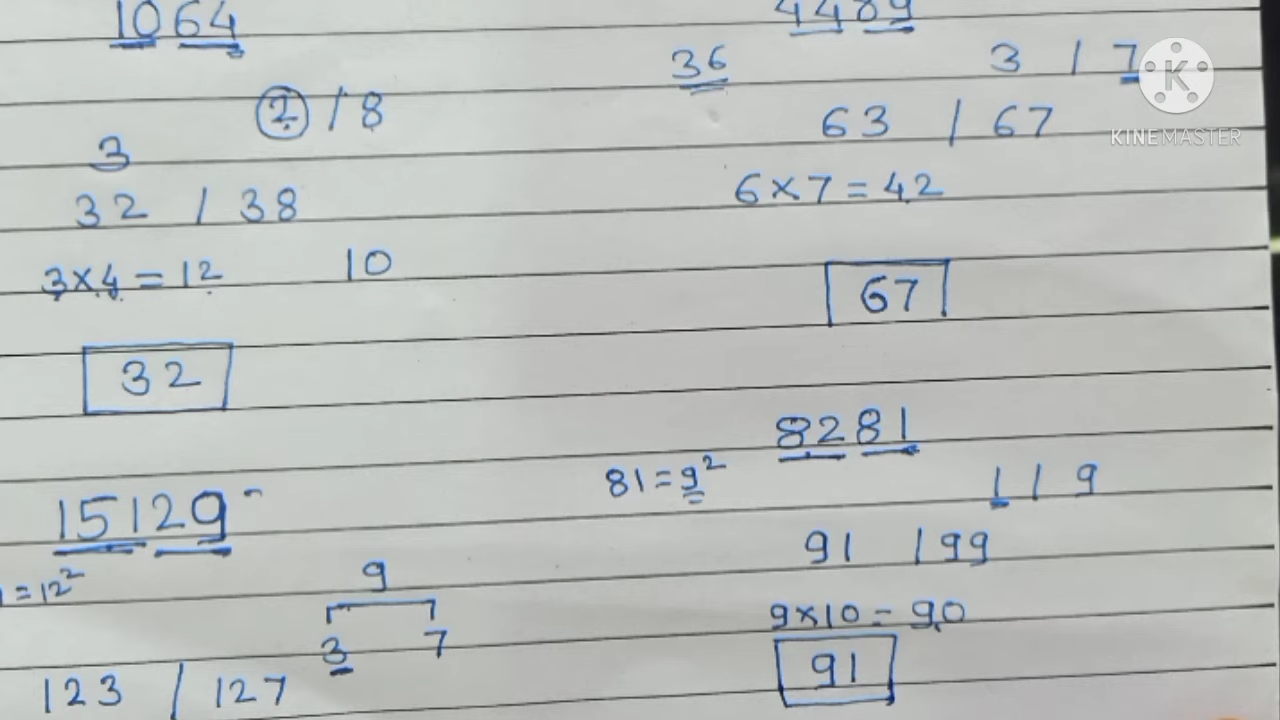 1064
2 / 8
3
32 / 38
3×4 = 12 10
32
4489
36
3 / 7
63 / 67
6×7 = 42
67
KINEMASTER
15129
= 12²
9
3 7
123 / 127
8281
81 = 9²
1 / 9
91 / 99
9×10 = 90
91